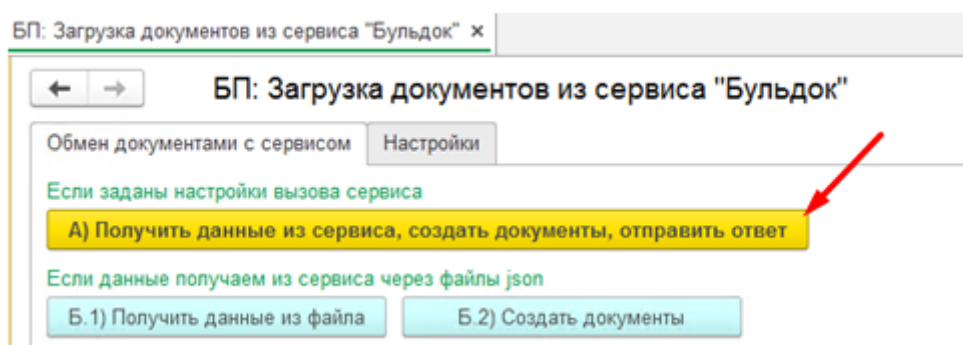 БП: Загрузка документов из сервиса "Бульдок" ×
БП: Загрузка документов из сервиса "Бульдок"
Обмен документами с сервисом Настройки
Если заданы настройки вызова сервиса
А) Получить данные из сервиса, создать документы, отправить ответ
Если данные получаем из сервиса через файлы json
Б.1) Получить данные из файла Б.2) Создать документы